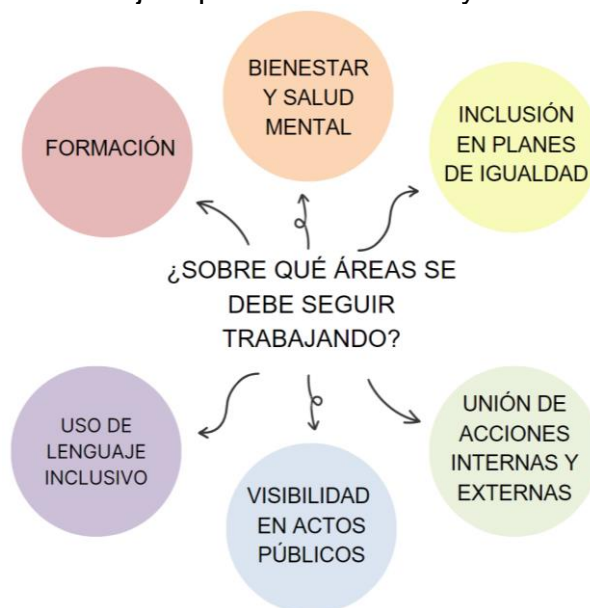 BIENESTAR
Y SALUD
MENTAL
FORMACIÓN
INCLUSIÓN
EN PLANES
DE IGUALDAD
¿SOBRE QUÉ ÁREAS SE
DEBE SEGUIR
TRABAJANDO?
USO DE
LENGUAJE
INCLUSIVO
VISIBILIDAD
EN ACTOS
PÚBLICOS
UNIÓN DE
ACCIONES
INTERNAS Y
EXTERNAS